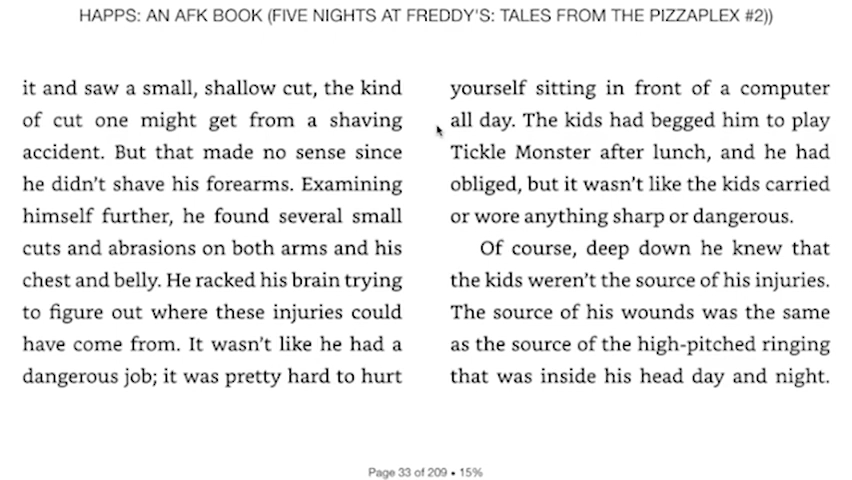 HAPPS: AN AFK BOOK (FIVE NIGHTS AT FREDDY'S: TALES FROM THE PIZZAPLEX #2))
it and saw a small, shallow cut, the kind
of cut one might get from a shaving
accident. But that made no sense since
he didn't shave his forearms. Examining
himself further, he found several small
cuts and abrasions on both arms and his
chest and belly. He racked his brain trying
to figure out where these injuries could
have come from. It wasn't like he had a
dangerous job; it was pretty hard to hurt
yourself sitting in front of a computer
all day. The kids had begged him to play
Tickle Monster after lunch, and he had
obliged, but it wasn't like the kids carried
or wore anything sharp or dangerous.
Of course, deep down he knew that
the kids weren't the source of his injuries.
The source of his wounds was the same
as the source of the high-pitched ringing
that was inside his head day and night.
Page 33 of 209 • 15%